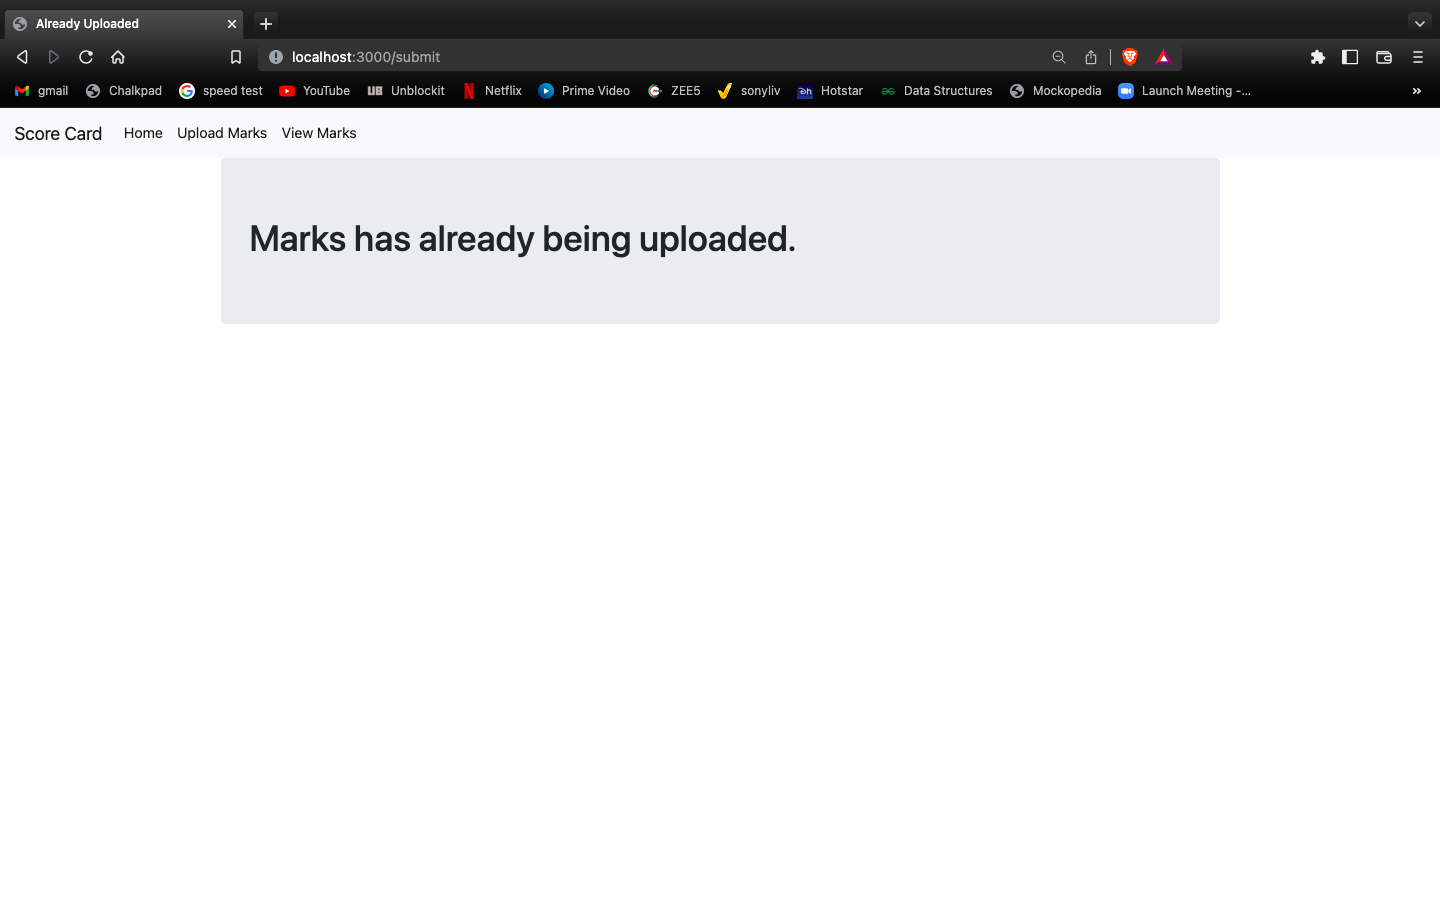 Already Uploaded
localhost:3000/submit
gmail Chalkpad speed test YouTube UB Unblockit Netflix Prime Video ZEE5 sonyliv Hotstar Data Structures Mockopedia Launch Meeting -...
Score Card Home Upload Marks View Marks
Marks has already being uploaded.